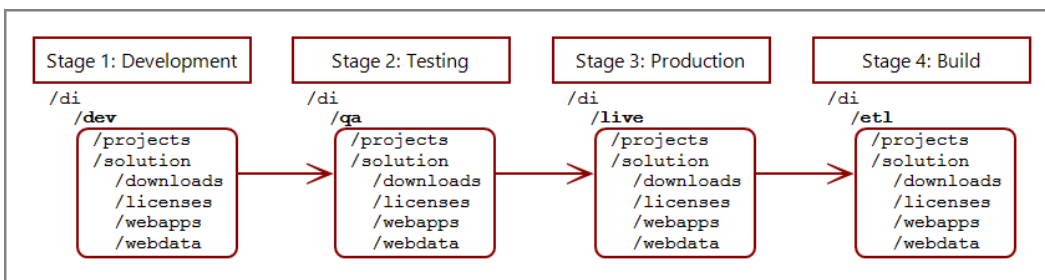 Stage 1: Development
/di
/dev
/projects
/solution
/downloads
/licenses
/webapps
/webdata
Stage 2: Testing
/di
/qa
/projects
/solution
/downloads
/licenses
/webapps
/webdata
Stage 3: Production
/di
/live
/projects
/solution
/downloads
/licenses
/webapps
/webdata
Stage 4: Build
/di
/etl
/projects
/solution
/downloads
/licenses
/webapps
/webdata